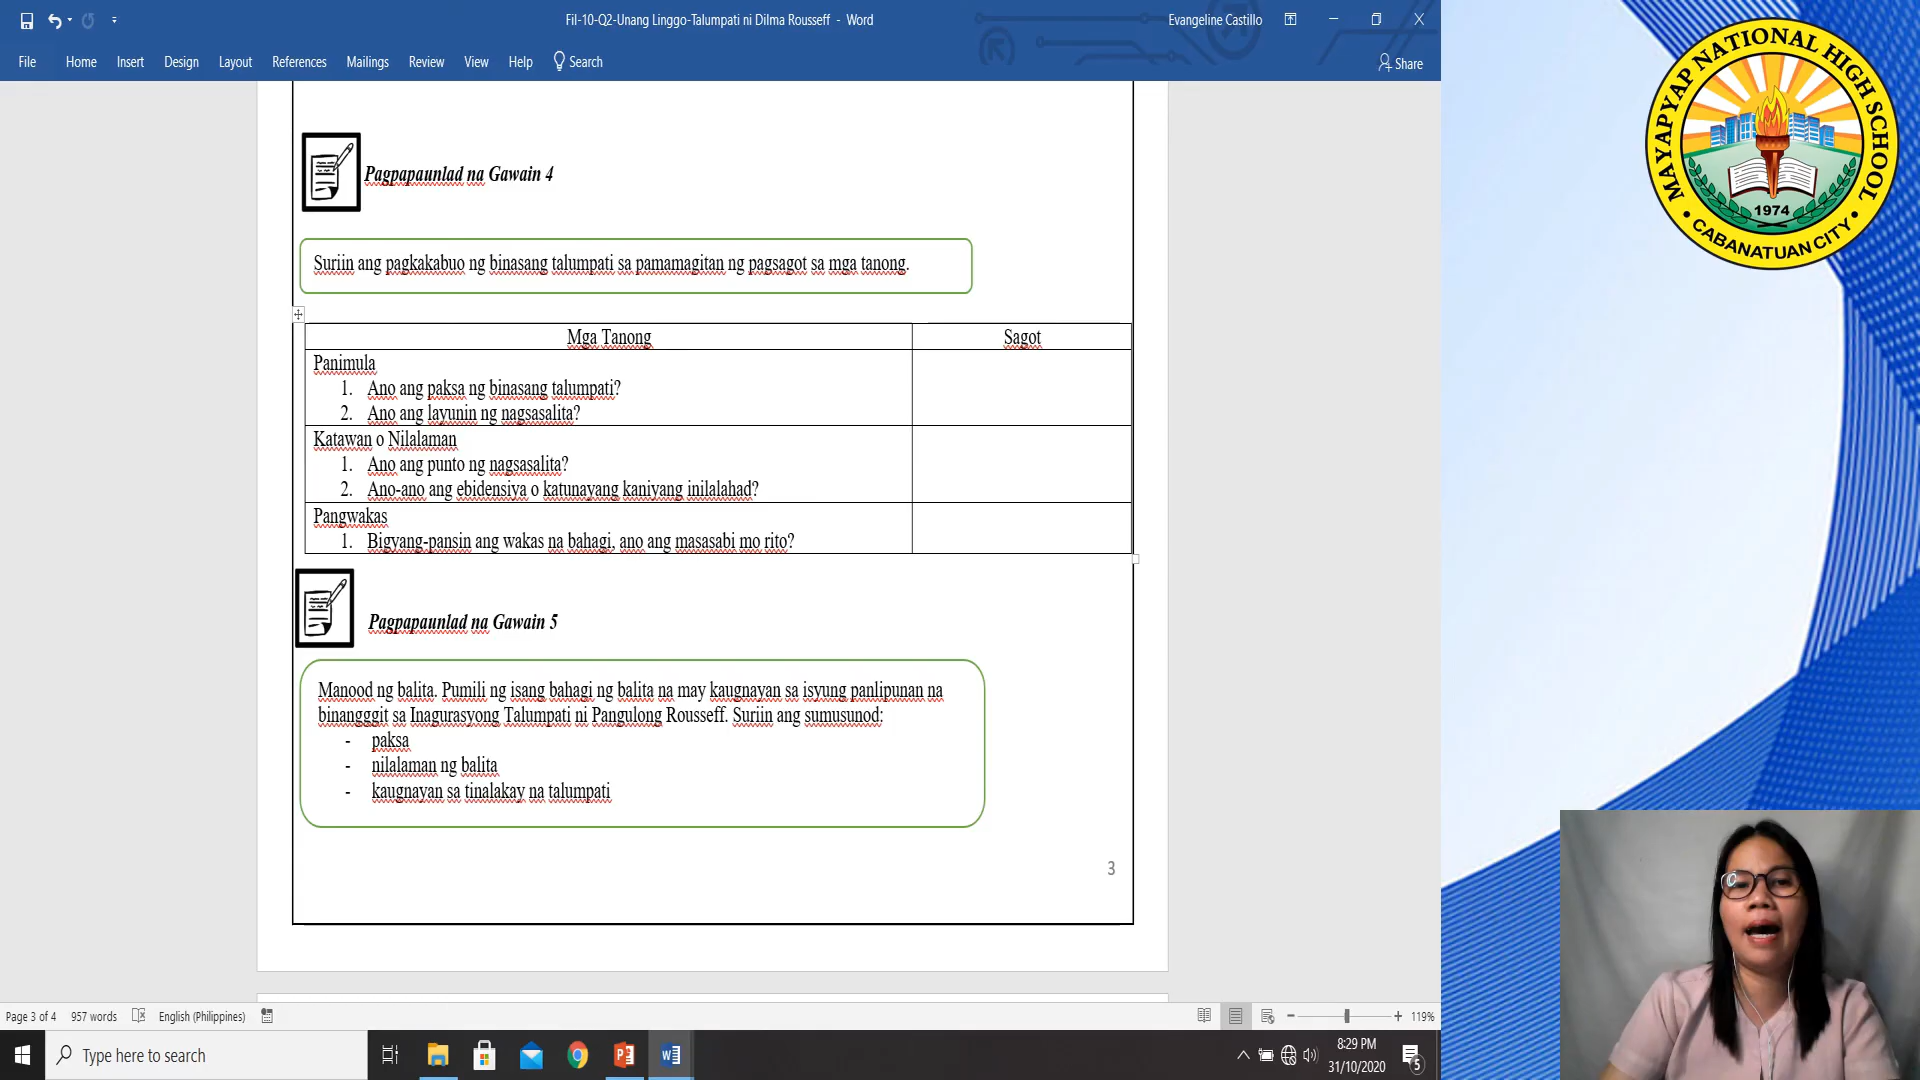 Fil-10-Q2-Unang Linggo-Talumpati ni Dilma Rousseff - Word
Evangeline Castillo
File Home Insert Design Layout References Mailings Review View Help Search
Share
Pagpapaunlad na Gawain 4
Suriin ang pagkakabuo ng binasang talumpati sa pamamagitan ng pagsagot sa mga tanong.
Mga Tanong Sagot
Panimula
1. Ano ang paksa ng binasang talumpati?
2. Ano ang layunin ng nagsasalita?
Katawan o Nilalaman
1. Ano ang punto ng nagsasalita?
2. Ano-ano ang ebidensiya o katunayang kaniyang inilalahad?
Pangwakas
1. Bigyang-pansin ang wakas na bahagi, ano ang masasabi mo rito?
Pagpapaunlad na Gawain 5
Manood ng balita. Pumili ng isang bahagi ng balita na may kaugnayan sa isyung panlipunan na
binangggit sa Inagurasyong Talumpati ni Pangulong Rousseff. Suriin ang sumusunod:
- paksa
- nilalaman ng balita
- kaugnayan sa tinalakay na talumpati
3
MAYAPYAP NATIONAL HIGH SCHOOL
1974
• CABANATUAN CITY •
Page 3 of 4 957 words English (Philippines)
119%
Type here to search
8:29 PM
31/10/2020
5